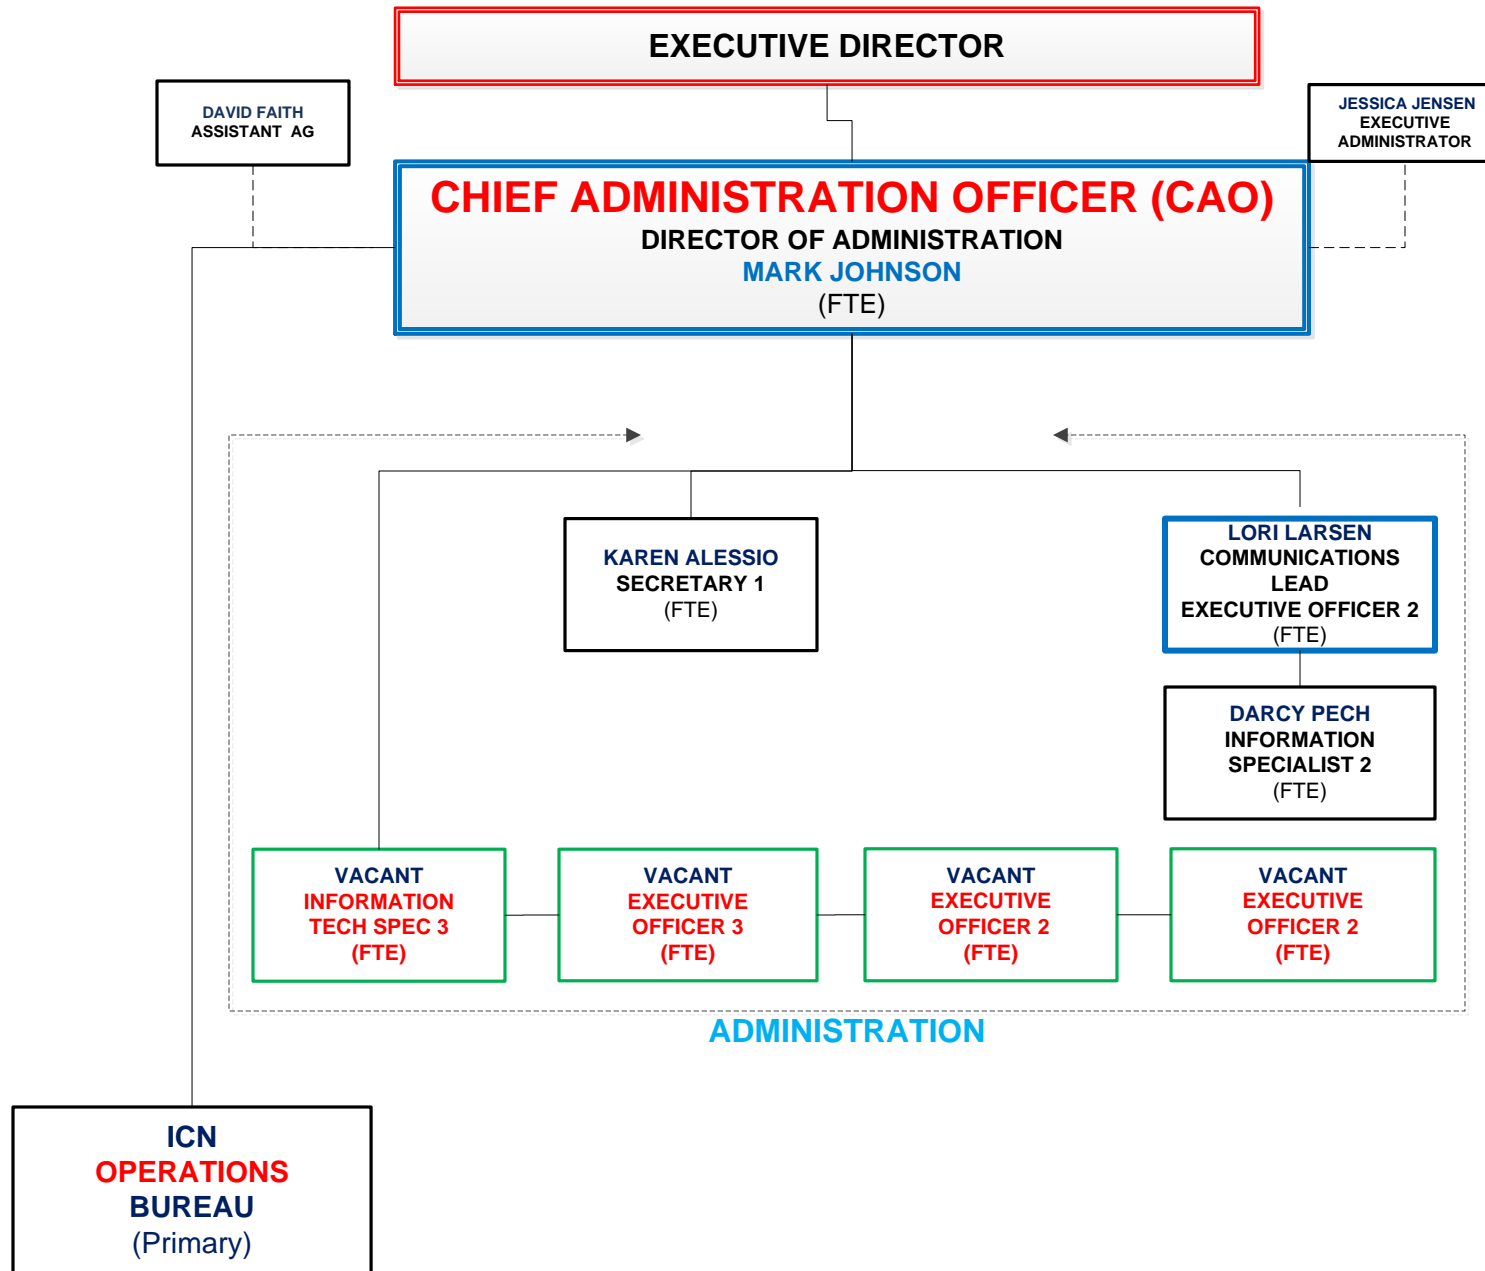 EXECUTIVE DIRECTOR
DAVID FAITH
ASSISTANT AG
JESSICA JENSEN
EXECUTIVE
ADMINISTRATOR
CHIEF ADMINISTRATION OFFICER (CAO)
DIRECTOR OF ADMINISTRATION
MARK JOHNSON
(FTE)
KAREN ALESSIO
SECRETARY 1
(FTE)
LORI LARSEN
COMMUNICATIONS
LEAD
EXECUTIVE OFFICER 2
(FTE)
DARCY PECH
INFORMATION
SPECIALIST 2
(FTE)
VACANT
INFORMATION
TECH SPEC 3
(FTE)
VACANT
EXECUTIVE
OFFICER 3
(FTE)
VACANT
EXECUTIVE
OFFICER 2
(FTE)
VACANT
EXECUTIVE
OFFICER 2
(FTE)
ADMINISTRATION
ICN
OPERATIONS
BUREAU
(Primary)